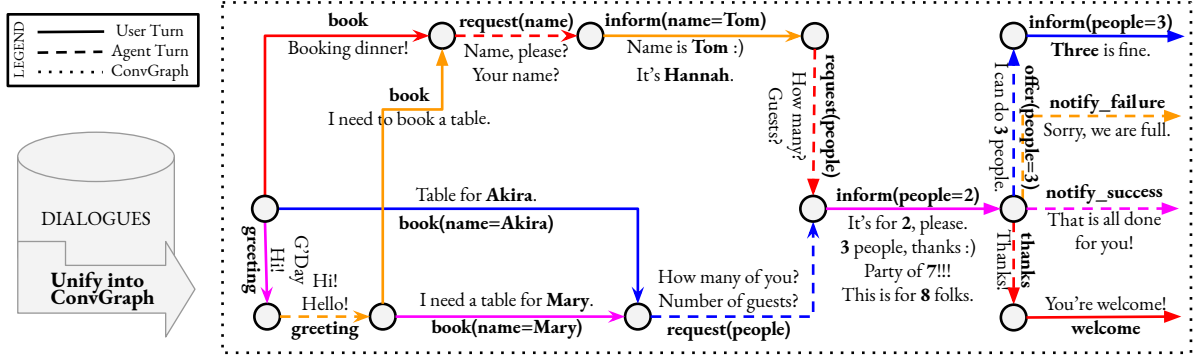 LEGEND
User Turn
Agent Turn
ConvGraph
DIALOGUES
Unify into
ConvGraph
book
Booking dinner!
request(name)
Name, please?
Your name?
inform(name=Tom)
Name is Tom :)
It's Hannah.
book
I need to book a table.
request(people)
How many?
Guests?
Table for Akira.
book(name=Akira)
greeting
Hi!
G'Day
Hi!
Hello!
greeting
I need a table for Mary.
book(name=Mary)
How many of you?
Number of guests?
request(people)
inform(people=2)
It's for 2, please.
3 people, thanks :)
Party of 7!!!
This is for 8 folks.
offer(people=3)
I can do 3 people.
inform(people=3)
Three is fine.
notify_failure
Sorry, we are full.
notify_success
That is all done
for you!
thanks
Thanks!
You're welcome!
welcome